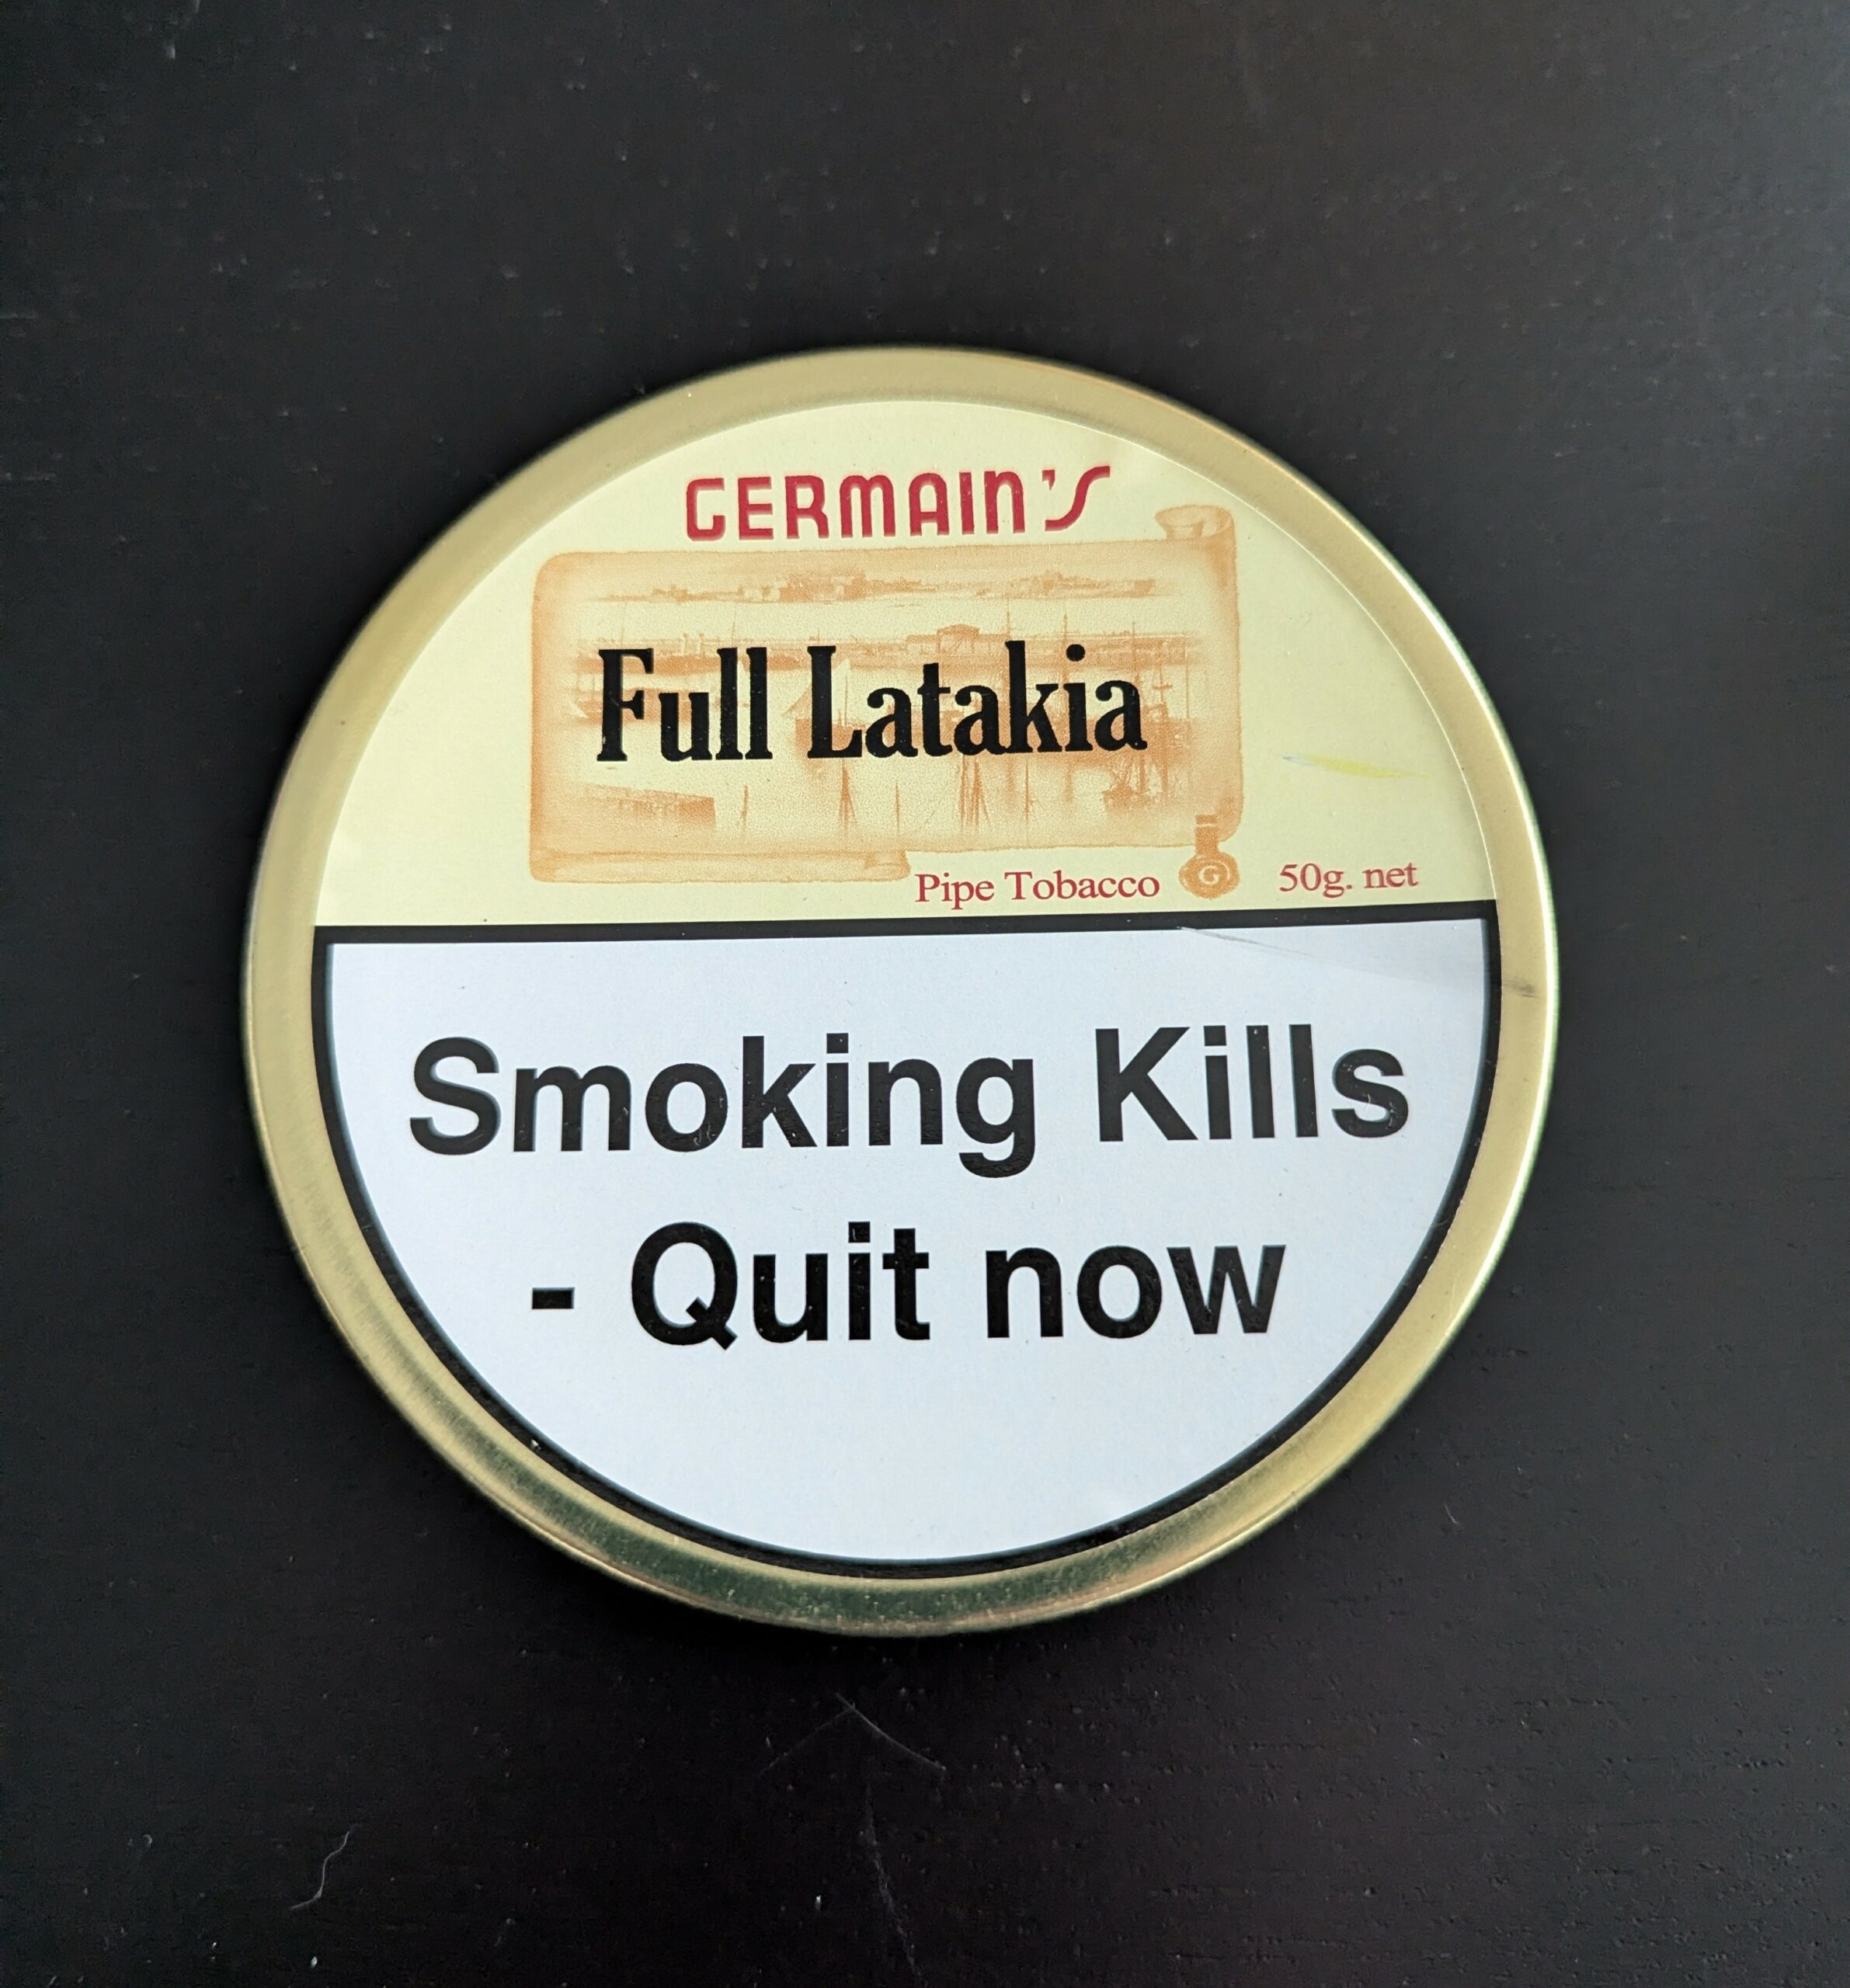 GERMAIN'S
Full Latakia
Pipe Tobacco G 50g. net
Smoking Kills
- Quit now